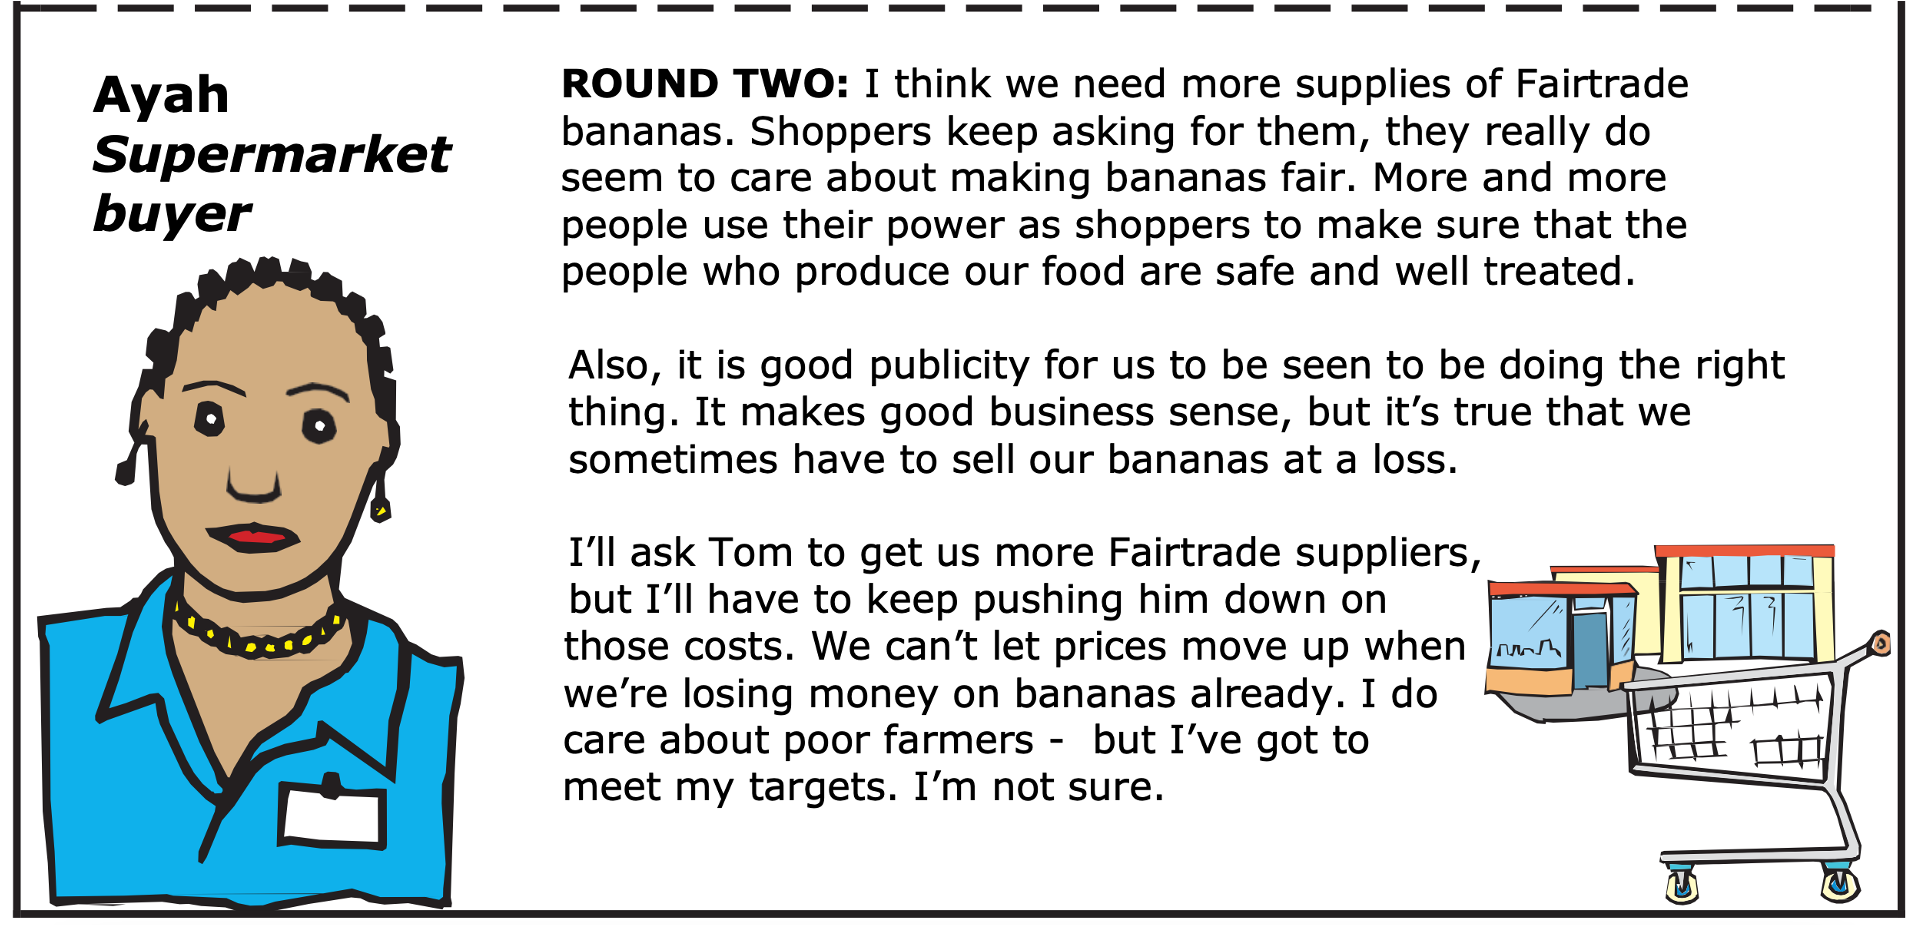 Ayah
Supermarket
buyer
ROUND TWO: I think we need more supplies of Fairtrade
bananas. Shoppers keep asking for them, they really do
seem to care about making bananas fair. More and more
people use their power as shoppers to make sure that the
people who produce our food are safe and well treated.
Also, it is good publicity for us to be seen to be doing the right
thing. It makes good business sense, but it’s true that we
sometimes have to sell our bananas at a loss.
I’ll ask Tom to get us more Fairtrade suppliers,
but I’ll have to keep pushing him down on
those costs. We can’t let prices move up when
we’re losing money on bananas already. I do
care about poor farmers -  but I’ve got to
meet my targets. I’m not sure.